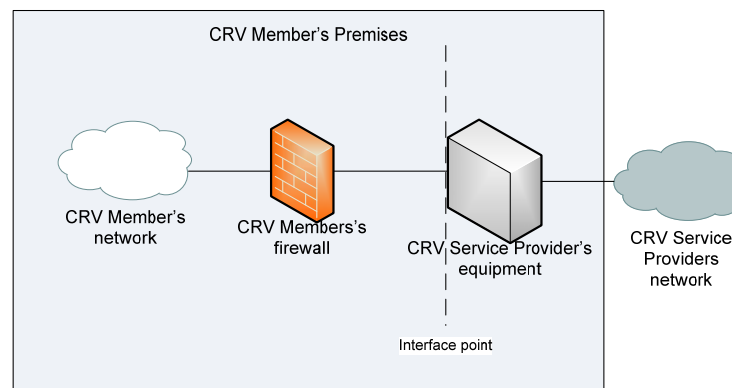 CRV Member's Premises
CRV Member's
network
CRV Members's
firewall
CRV Service Provider's
equipment
CRV Service
Providers
network
Interface point